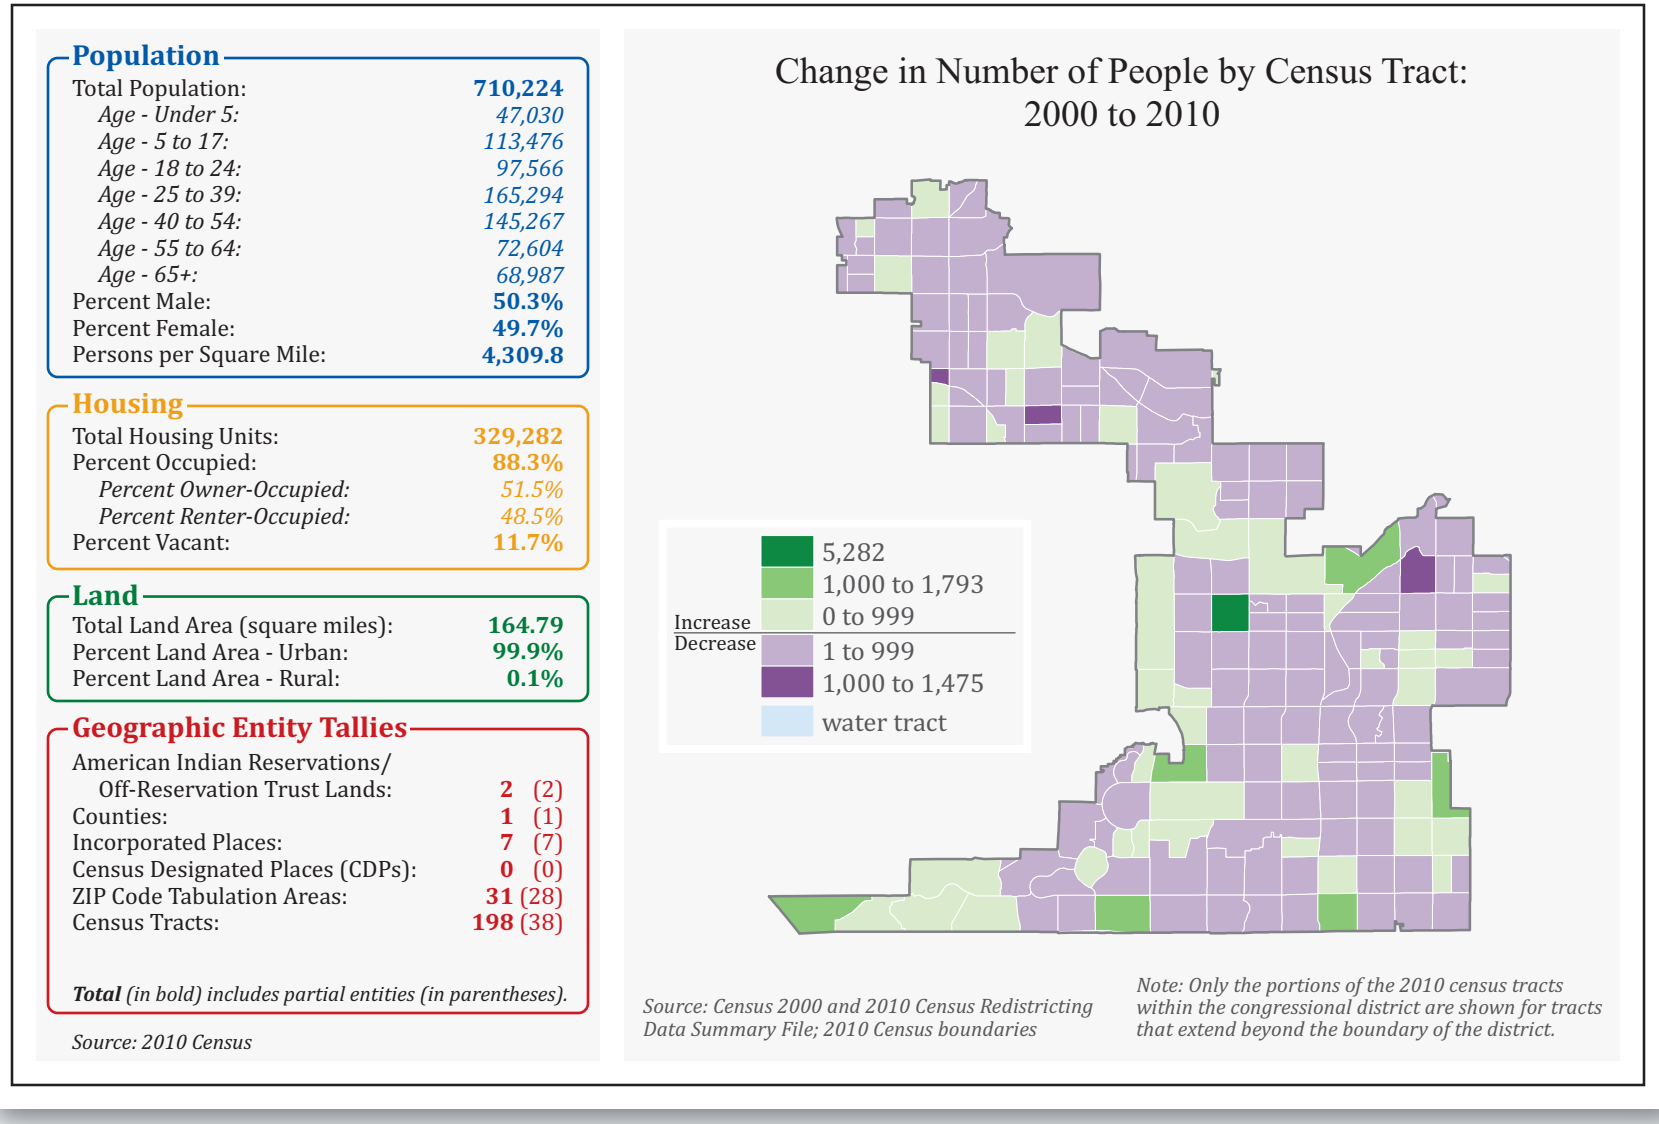 Population
Total Population: 710,224
Age - Under 5: 47,030
Age - 5 to 17: 113,476
Age - 18 to 24: 97,566
Age - 25 to 39: 165,294
Age - 40 to 54: 145,267
Age - 55 to 64: 72,604
Age - 65+: 68,987
Percent Male: 50.3%
Percent Female: 49.7%
Persons per Square Mile: 4,309.8
Housing
Total Housing Units: 329,282
Percent Occupied: 88.3%
Percent Owner-Occupied: 51.5%
Percent Renter-Occupied: 48.5%
Percent Vacant: 11.7%
Land
Total Land Area (square miles): 164.79
Percent Land Area - Urban: 99.9%
Percent Land Area - Rural: 0.1%
Geographic Entity Tallies
American Indian Reservations/
Off-Reservation Trust Lands: 2 (2)
Counties: 1 (1)
Incorporated Places: 7 (7)
Census Designated Places (CDPs): 0 (0)
ZIP Code Tabulation Areas: 31 (28)
Census Tracts: 198 (38)
Total (in bold) includes partial entities (in parentheses).
Source: 2010 Census
Change in Number of People by Census Tract:
2000 to 2010
5,282
1,000 to 1,793
0 to 999
Increase
Decrease
1 to 999
1,000 to 1,475
water tract
Source: Census 2000 and 2010 Census Redistricting
Data Summary File; 2010 Census boundaries
Note: Only the portions of the 2010 census tracts
within the congressional district are shown for tracts
that extend beyond the boundary of the district.